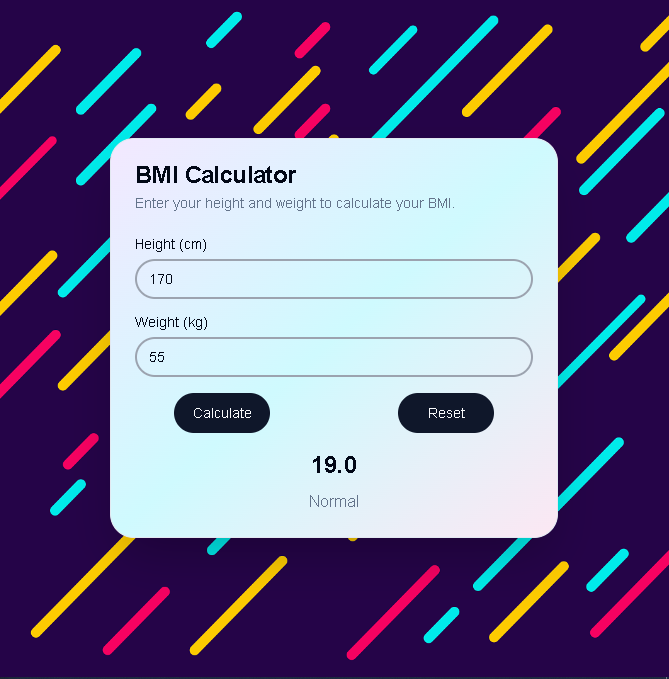 BMI Calculator
Enter your height and weight to calculate your BMI.
Height (cm)
170
Weight (kg)
55
Calculate Reset
19.0
Normal